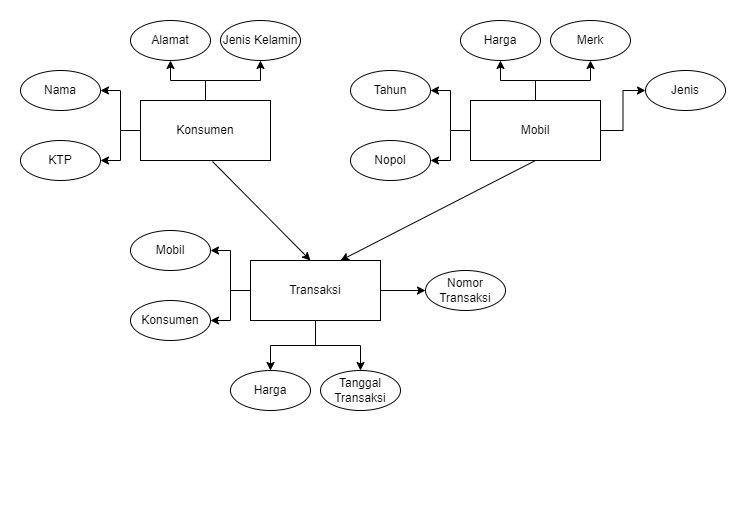 Alamat
Jenis Kelamin
Harga
Merk
Nama
Tahun
Jenis
Konsumen
Mobil
KTP
Nopol
Mobil
Transaksi
Nomor
Transaksi
Konsumen
Harga
Tanggal
Transaksi